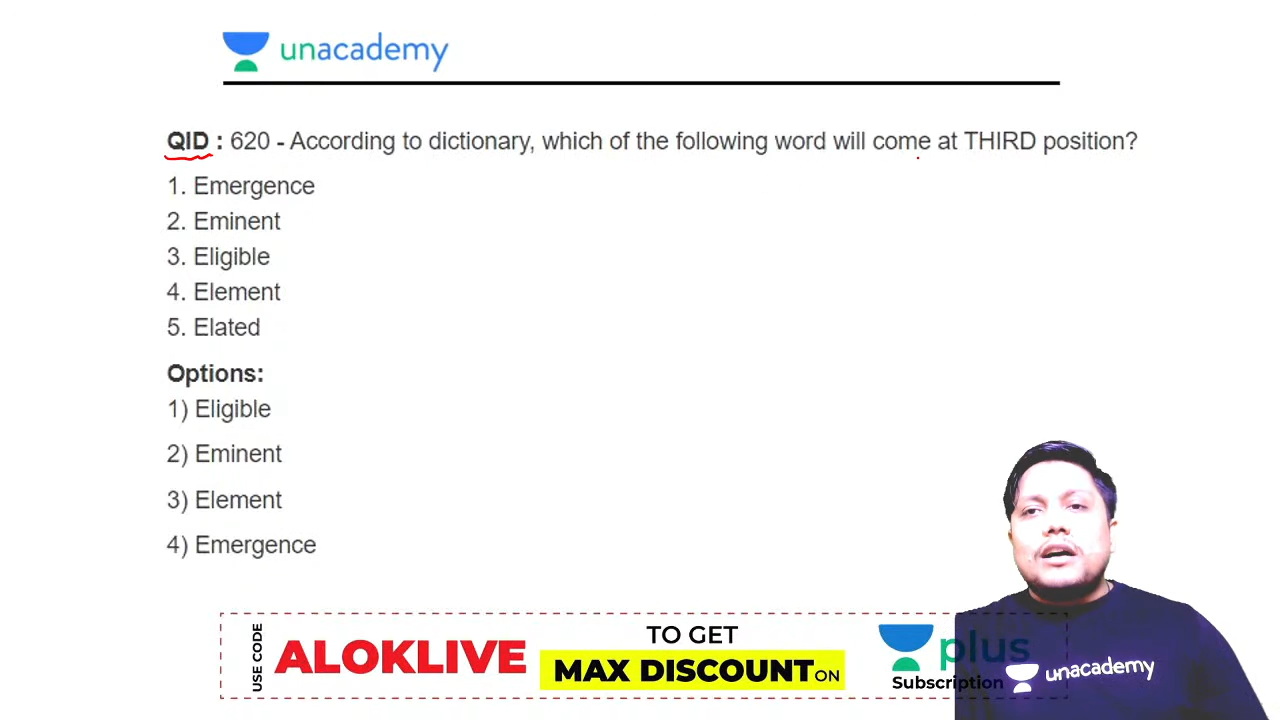 unacademy
QID : 620 - According to dictionary, which of the following word will come at THIRD position?
1. Emergence
2. Eminent
3. Eligible
4. Element
5. Elated
Options:
1) Eligible
2) Eminent
3) Element
4) Emergence
USE CODE
ALOKLIVE
TO GET
MAX DISCOUNT ON
plus
Subscription
unacademy